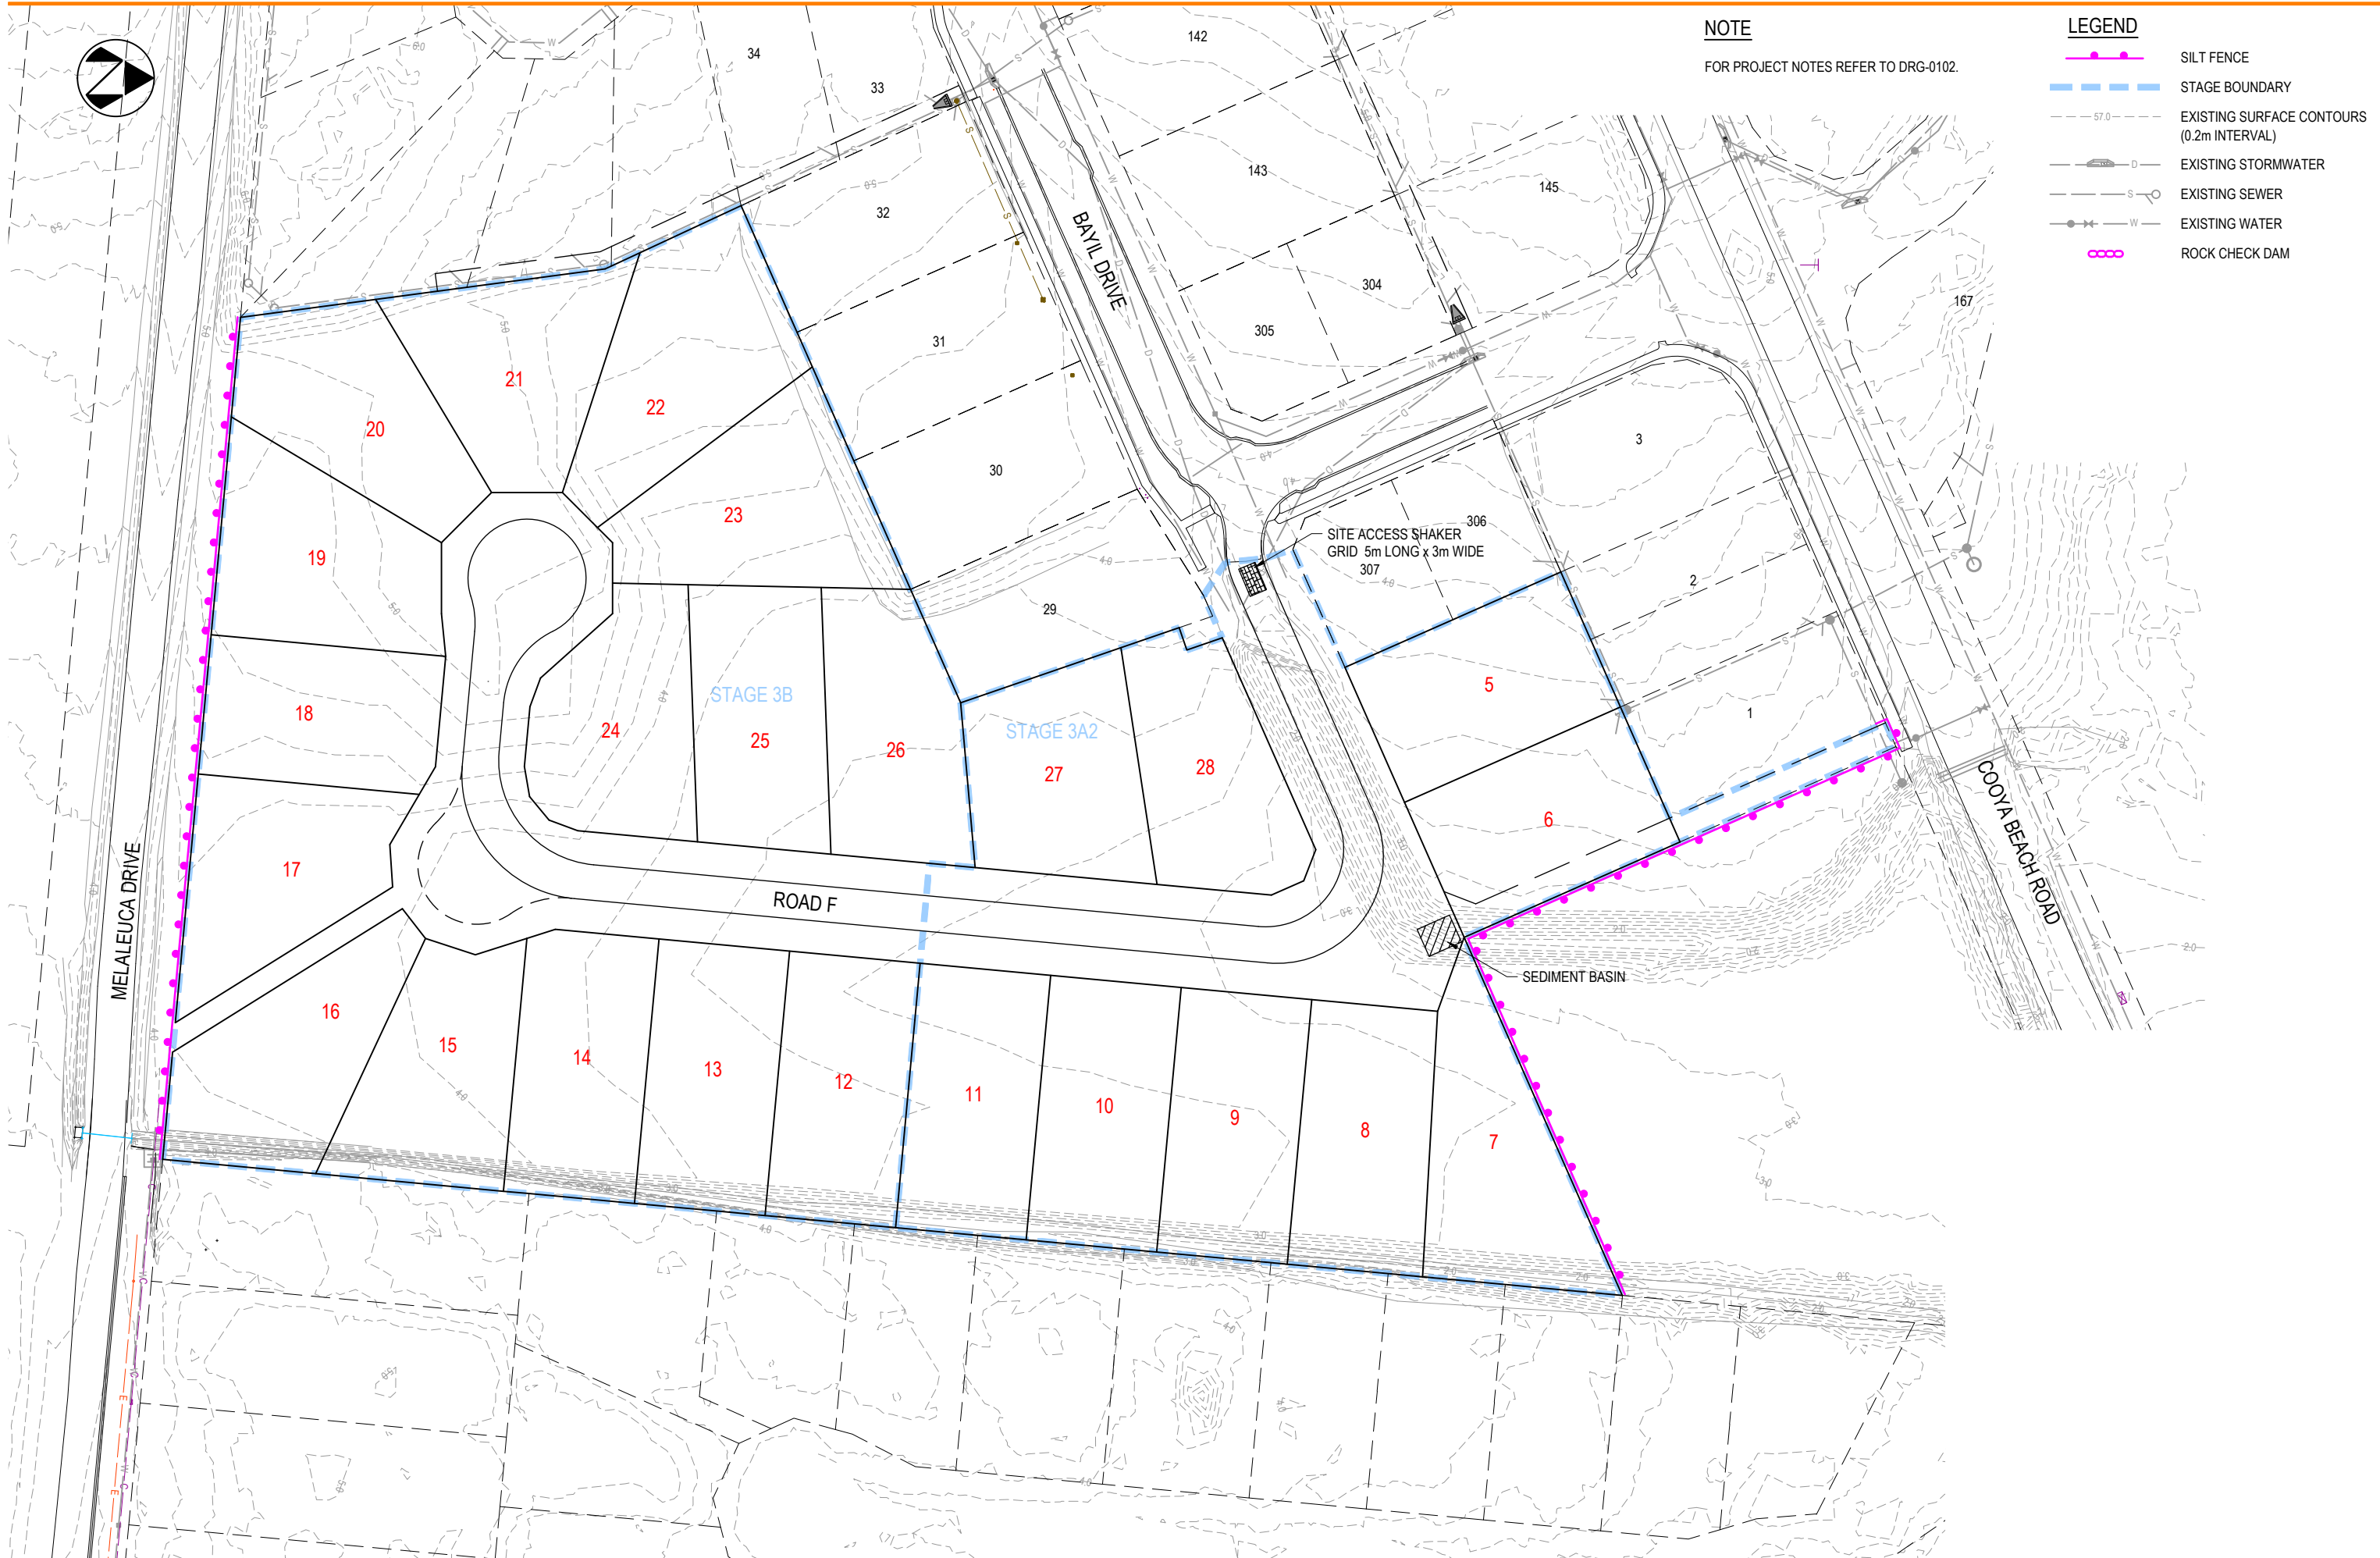 NOTE
FOR PROJECT NOTES REFER TO DRG-0102.
LEGEND
SILT FENCE
STAGE BOUNDARY
57.0
EXISTING SURFACE CONTOURS
(0.2m INTERVAL)
D
EXISTING STORMWATER
S
EXISTING SEWER
W
EXISTING WATER
ROCK CHECK DAM
34
33
142
32
143
145
BAYIL DRIVE
31
304
305
167
30
3
21
22
20
23
19
306
SITE ACCESS SHAKER
GRID 5m LONG x 3m WIDE
307
29
2
18
24
STAGE 3B
25
26
STAGE 3A2
27
28
5
1
6
COOYA BEACH ROAD
17
MELALEUCA DRIVE
ROAD F
SEDIMENT BASIN
16
15
14
13
12
11
10
9
8
7